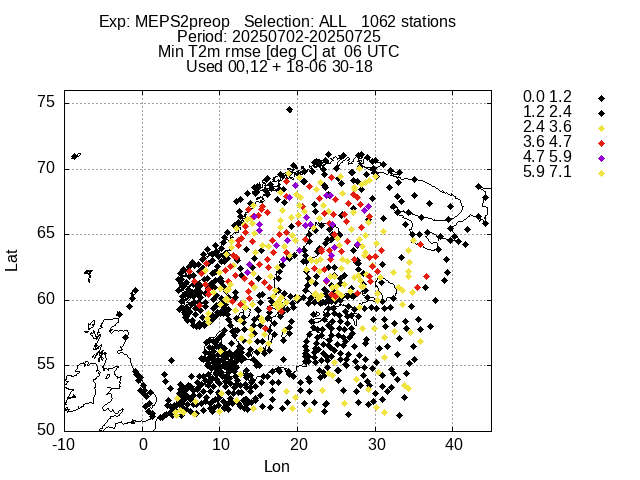 Exp: MEPS2preop   Selection: ALL   1062 stations
Period: 20250702-20250725
Min T2m rmse [deg C] at  06 UTC
Used 00,12 + 18-06 30-18
0.0 1.2
1.2 2.4
2.4 3.6
3.6 4.7
4.7 5.9
5.9 7.1
75
70
65
60
55
50
Lat
-10 0 10 20 30 40
Lon